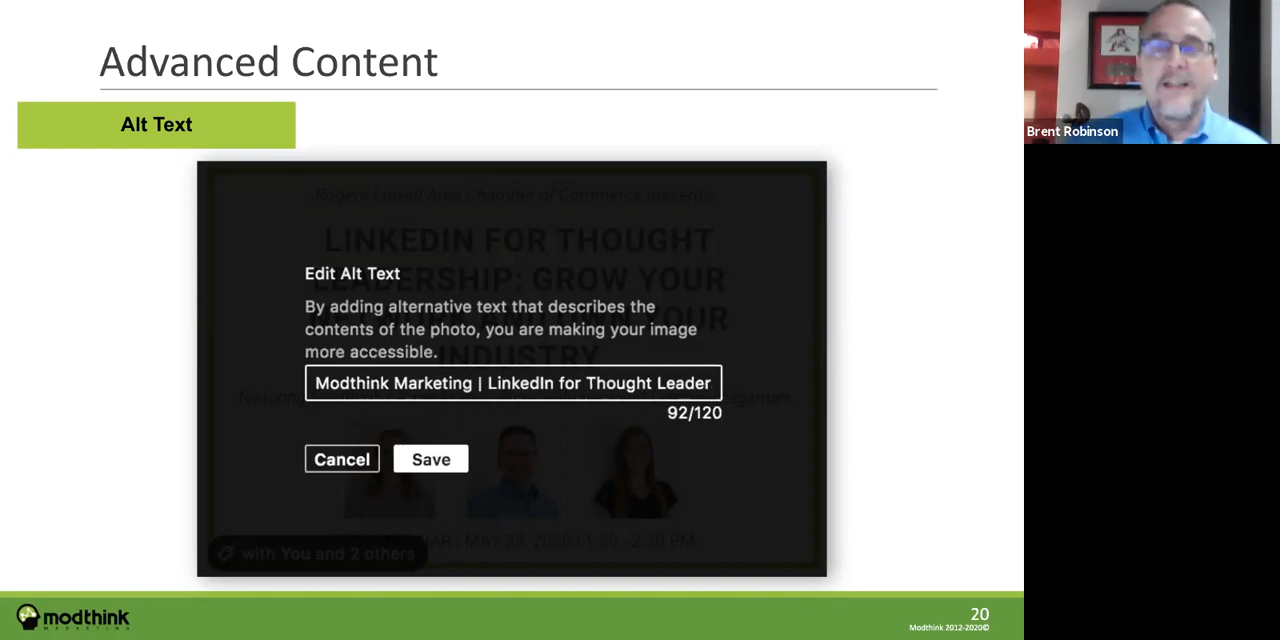 Advanced Content
Alt Text
Rogers-Lowell Area Chamber of Commerce presents:
LINKEDIN FOR THOUGHT
LEADERSHIP: GROW YOUR
YOUR
INDUSTRY
Edit Alt Text
By adding alternative text that describes the
contents of the photo, you are making your image
more accessible.
Modthink Marketing | LinkedIn for Thought Leader
92/120
Cancel Save
MAY 28, 2020 | 1:30 - 2:30 PM
with You and 2 others
modthink
MARKETING
20
Modthink 2012-2020©
Brent Robinson